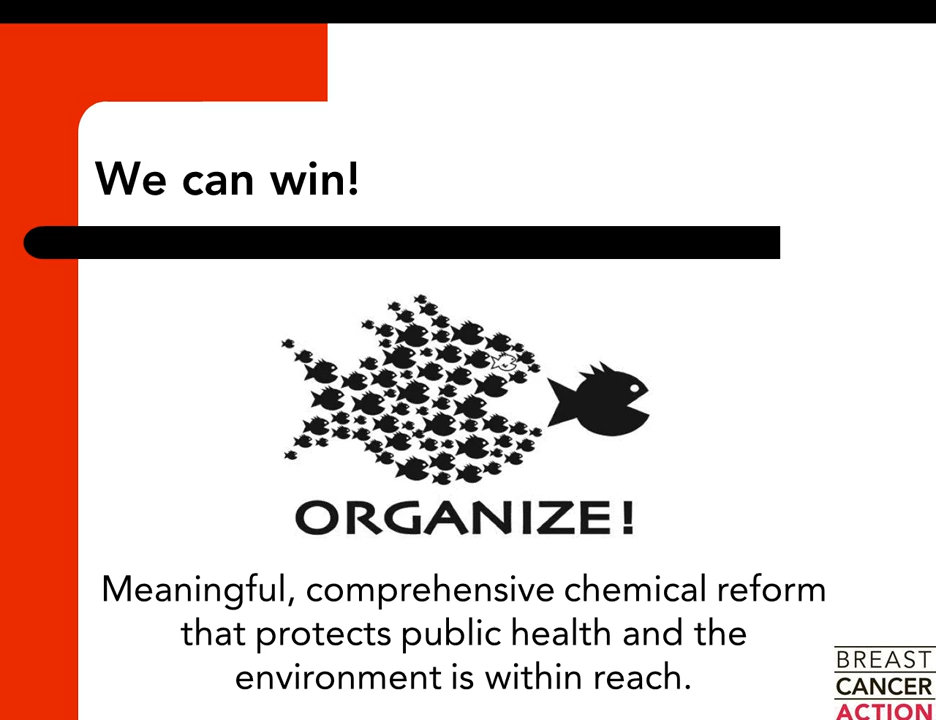 We can win!
ORGANIZE!
Meaningful, comprehensive chemical reform
that protects public health and the
environment is within reach.
BREAST
CANCER
ACTION